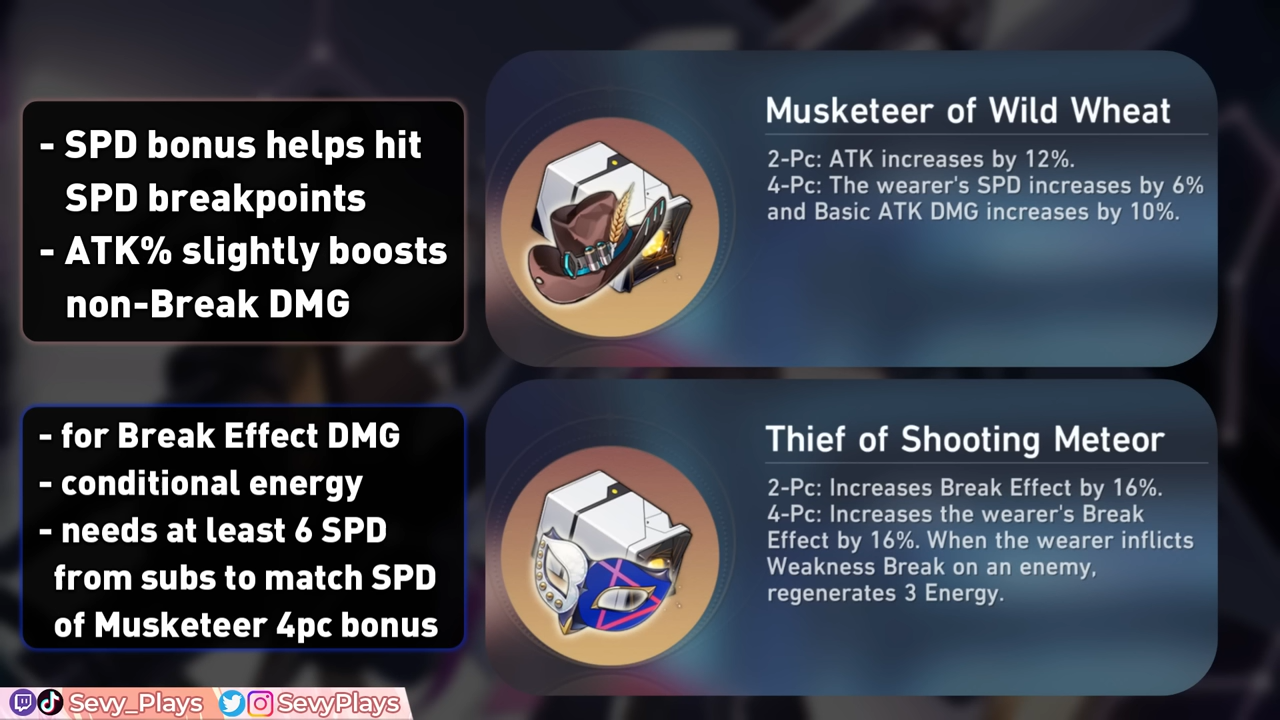 - SPD bonus helps hit
SPD breakpoints
- ATK% slightly boosts
non-Break DMG
Musketeer of Wild Wheat
2-Pc: ATK increases by 12%.
4-Pc: The wearer's SPD increases by 6%
and Basic ATK DMG increases by 10%.
- for Break Effect DMG
- conditional energy
- needs at least 6 SPD
from subs to match SPD
of Musketeer 4pc bonus
Thief of Shooting Meteor
2-Pc: Increases Break Effect by 16%.
4-Pc: Increases the wearer's Break
Effect by 16%. When the wearer inflicts
Weakness Break on an enemy,
regenerates 3 Energy.
Sevy_Plays SevyPlays